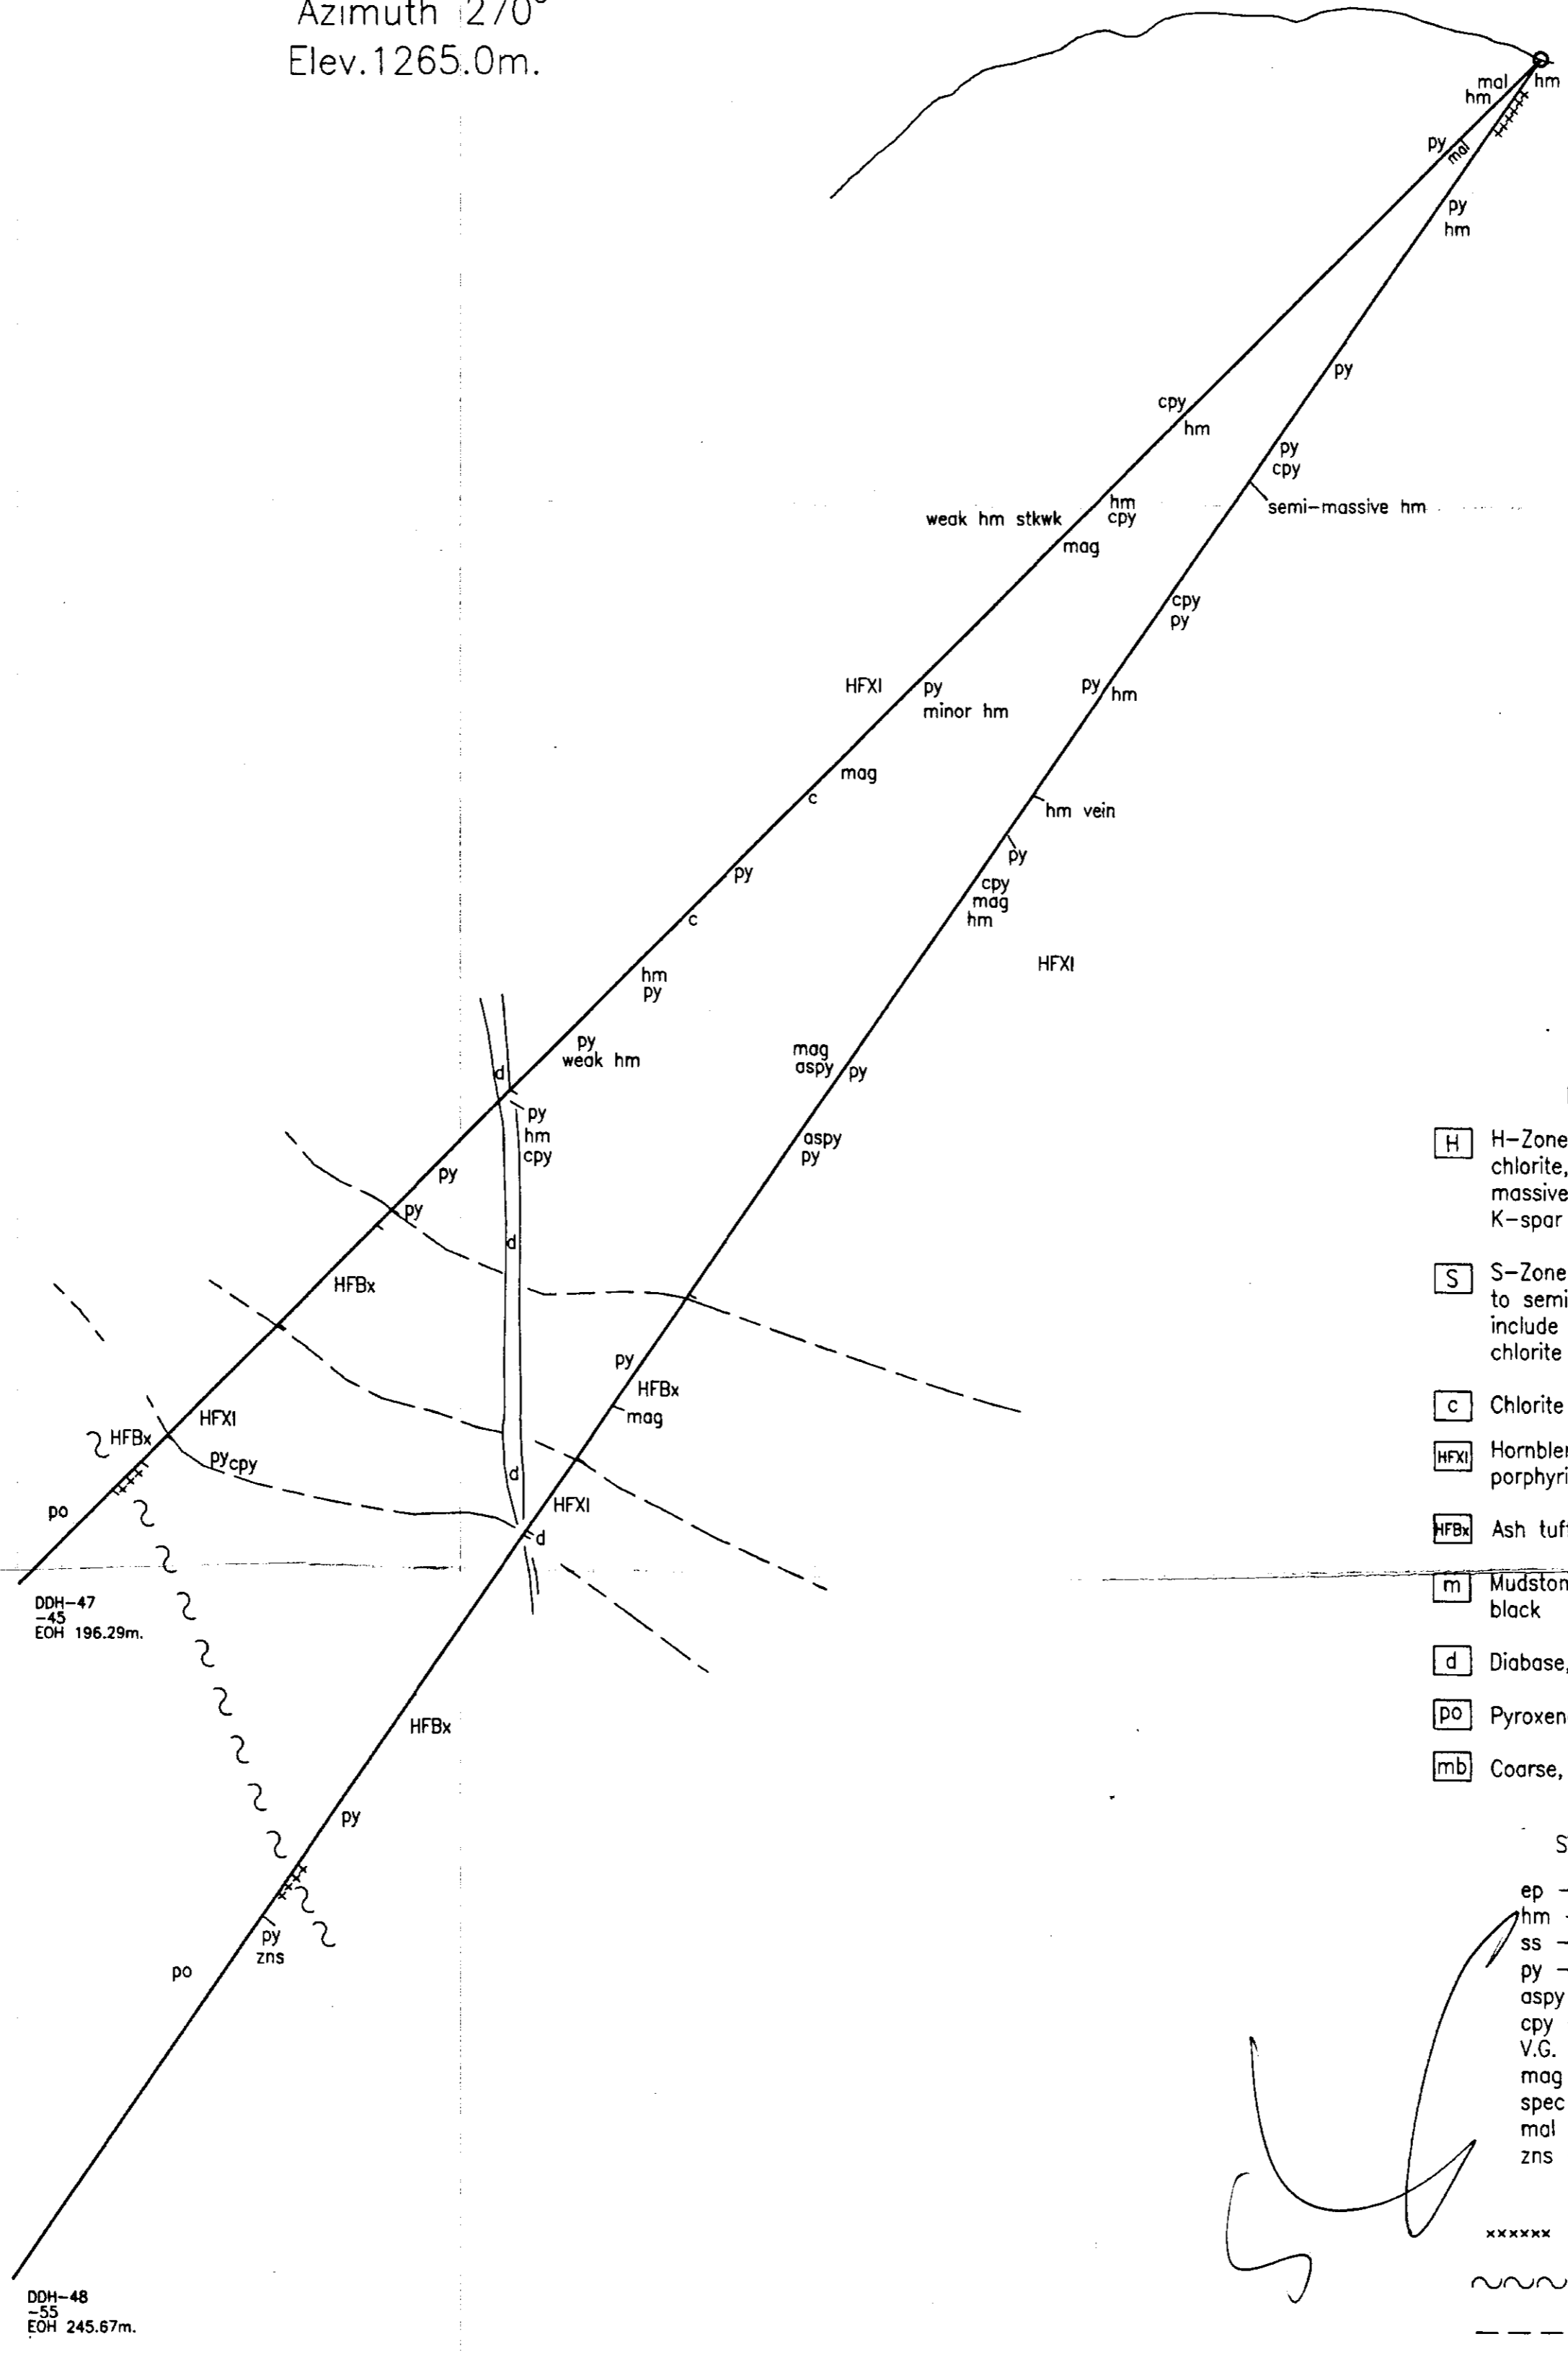 Azimuth 270°
Elev.1265.0m.
mal
hm
hm
py
mal
py
hm
py
cpy
hm
py
cpy
semi-massive hm
weak hm stkwk
hm
cpy
mag
cpy
py
HFXI
py
minor hm
py
hm
mag
c
hm vein
py
py
cpy
mag
hm
c
HFXI
hm
py
py
weak hm
mag
aspy
py
d
py
hm
cpy
aspy
py
py
py
d
HFBx
py
HFBx
mag
HFXI
HFBx
py
cpy
d
HFXI
po
d
DDH-47
-45
EOH 196.29m.
HFBx
py
py
zns
po
DDH-48
-55
EOH 245.67m.
H H-Zone
chlorite,
massive
K-spar
S S-Zone
to semi
include
chlorite
c Chlorite
HFXI Hornblen
porphyri
HFBx Ash tuf
m Mudston
black
d Diabase,
po Pyroxen
mb Coarse,
S
ep -
hm -
ss -
py -
aspy
cpy
V.G.
mag
spec
mal
zns
xxxxxx